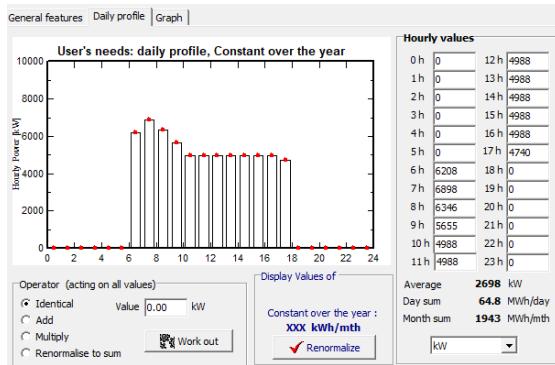 General features Daily profile Graph
User's needs: daily profile, Constant over the year
Hourly Power [kW]
10000
8000
6000
4000
2000
0
0 2 4 6 8 10 12 14 16 18 20 22 24
Operator (acting on all values)
Identical
Add
Multiply
Renormalise to sum
Value 0.00 kW
Work out
Display Values of
Constant over the year :
XXX kWh/mth
Renormalize
Hourly values
0 h 0 12 h 4988
1 h 0 13 h 4988
2 h 0 14 h 4988
3 h 0 15 h 4988
4 h 0 16 h 4988
5 h 0 17 h 4740
6 h 6208 18 h 0
7 h 6898 19 h 0
8 h 6346 20 h 0
9 h 5655 21 h 0
10 h 4988 22 h 0
11 h 4988 23 h 0
Average 2698 kW
Day sum 64.8 MWh/day
Month sum 1943 MWh/mth
kW